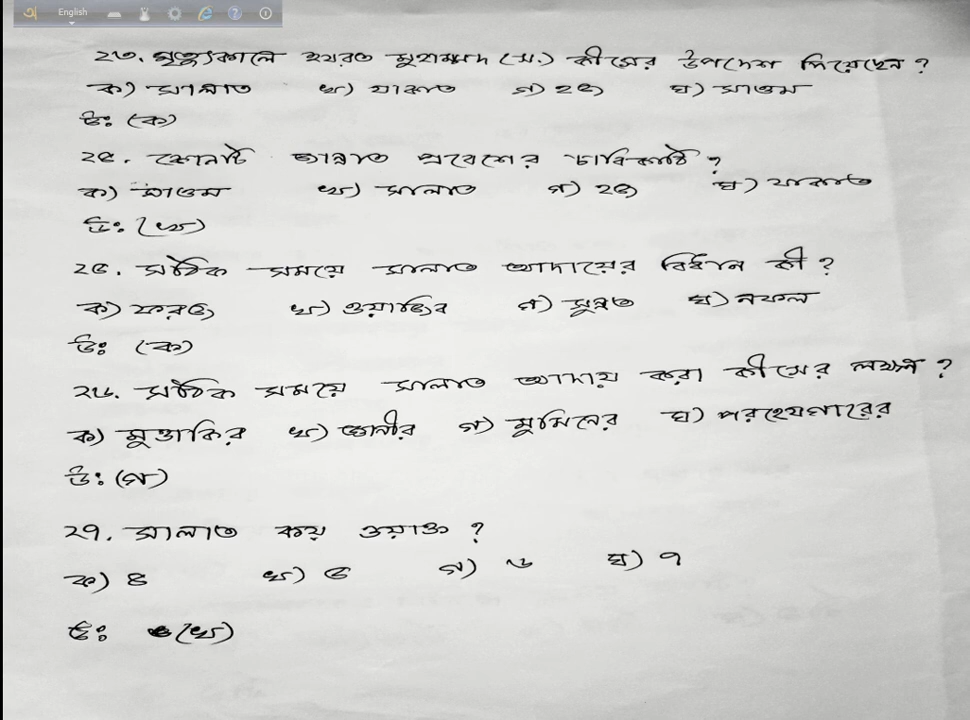 English
২৩. মৃত্যুকালে হযরত মুহাম্মদ (স.) কীসের উপদেশ দিয়েছেন ?
ক) সালাত খ) যাকাত গ) হজ ঘ) সাওম
উঃ (ক)
২৪. কোনটি জান্নাত প্রবেশের চাবিকাঠি ?
ক) সাওম খ) সালাত গ) হজ ঘ) যাকাত
উঃ (খ)
২৫. সঠিক সময়ে সালাত আদায়ের বিধান কী ?
ক) ফরজ খ) ওয়াজিব গ) সুন্নত ঘ) নফল
উঃ (ক)
২৬. সঠিক সময়ে সালাত আদায় করা কীসের লক্ষণ ?
ক) মুত্তাকির খ) জ্ঞানীর গ) মুমিনের ঘ) পরহেযগারের
উঃ (গ)
২৭. সালাত কয় ওয়াক্ত ?
ক) ৪ খ) ৫ গ) ৬ ঘ) ৭
উঃ (খ)